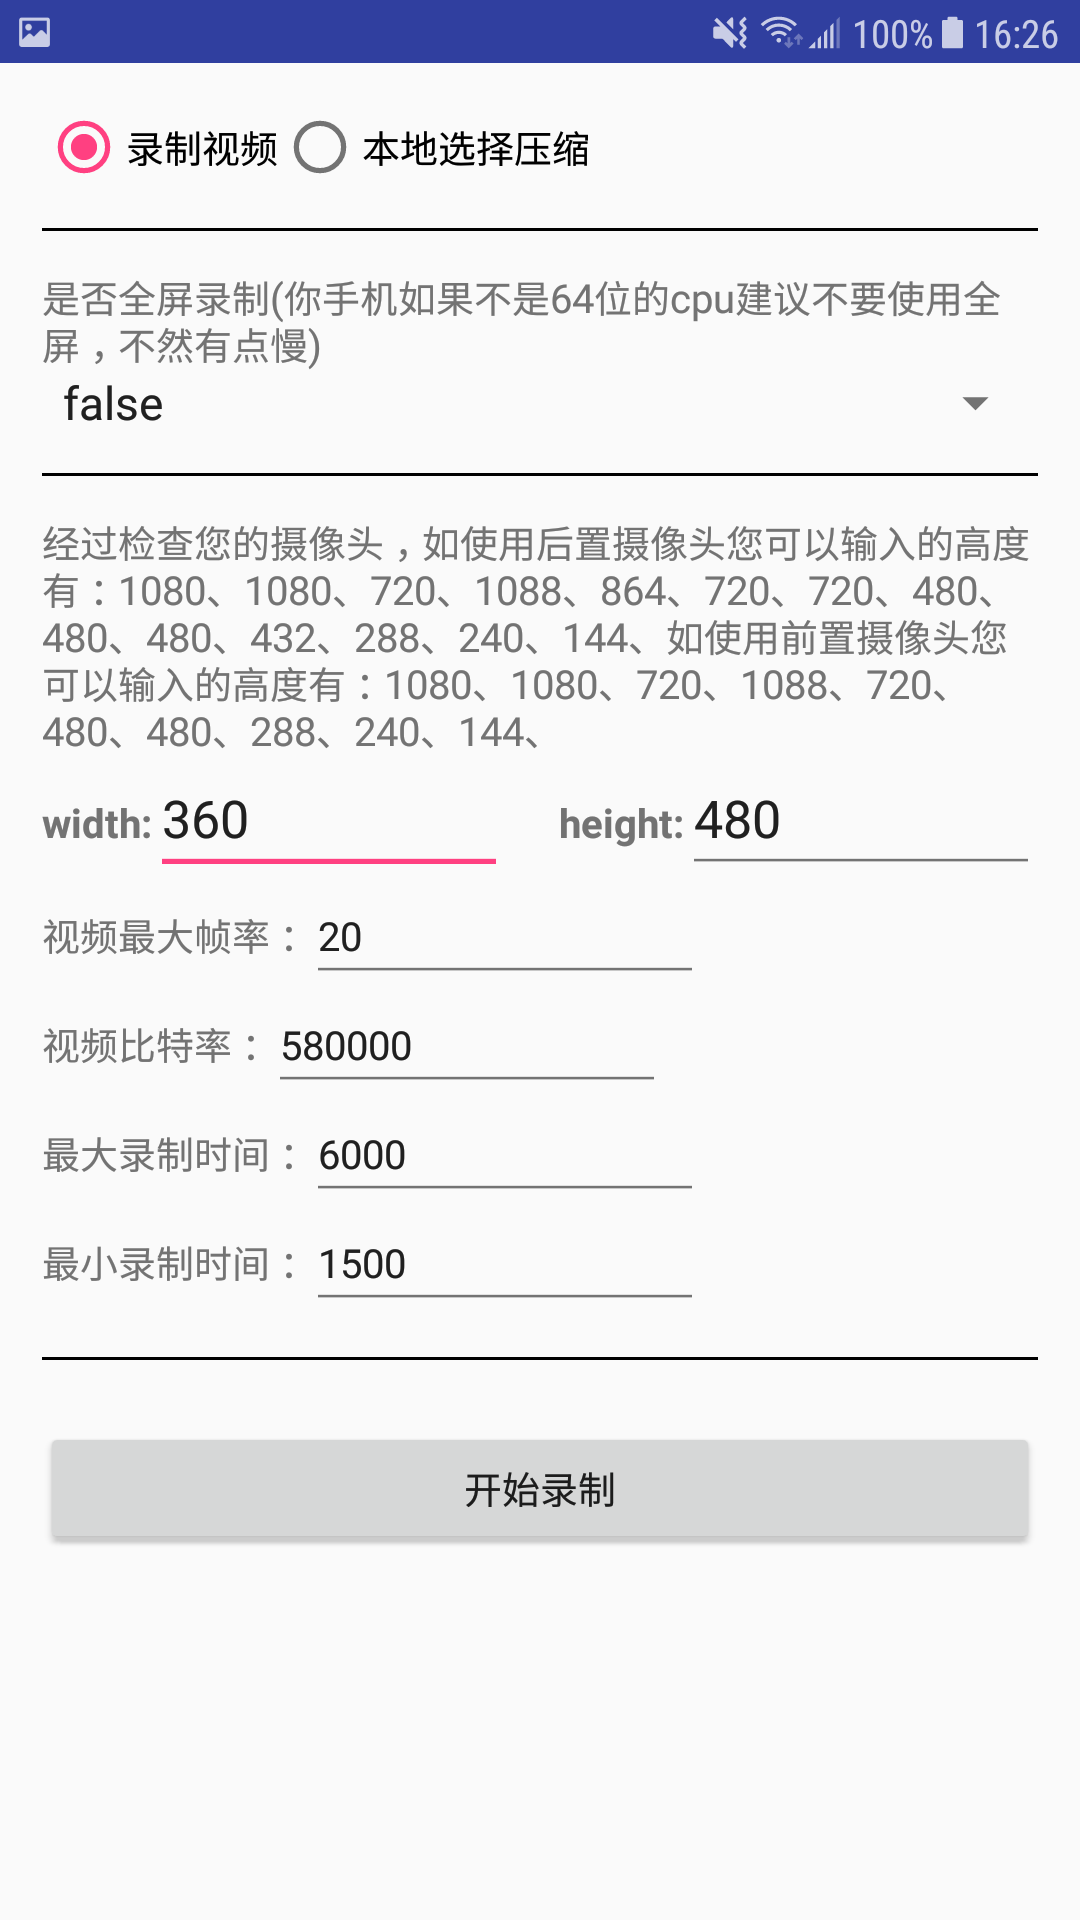 100% 16:26
录制视频 本地选择压缩
是否全屏录制(你手机如果不是64位的cpu建议不要使用全
屏，不然有点慢)
false
经过检查您的摄像头，如使用后置摄像头您可以输入的高度
有：1080、1080、720、1088、864、720、720、480、
480、480、432、288、240、144、如使用前置摄像头您
可以输入的高度有：1080、1080、720、1088、720、
480、480、288、240、144、
width: 360 height: 480
视频最大帧率： 20
视频比特率： 580000
最大录制时间： 6000
最小录制时间： 1500
开始录制